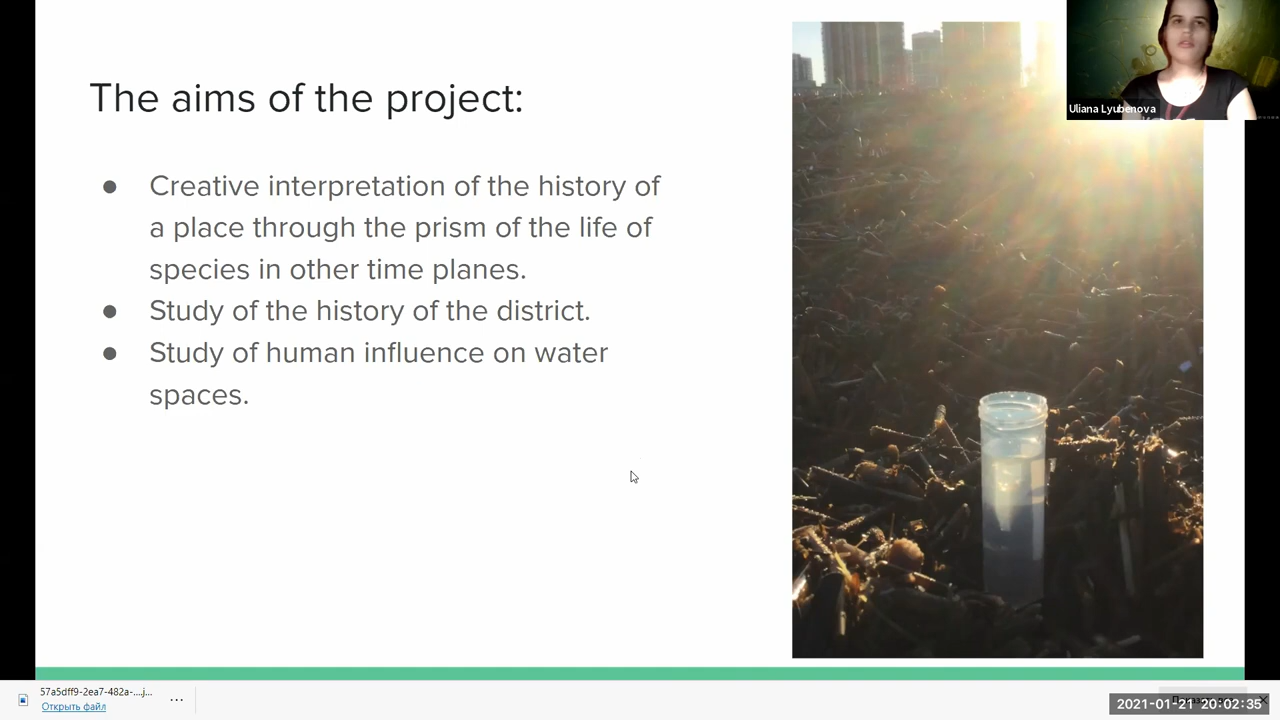 Uliana Lyubenova
The aims of the project:
● Creative interpretation of the history of
a place through the prism of the life of
species in other time planes.
● Study of the history of the district.
● Study of human influence on water
spaces.
57a5dff9-2ea7-482a-....j...
Открыть файл
2021-01-21 20:02:35